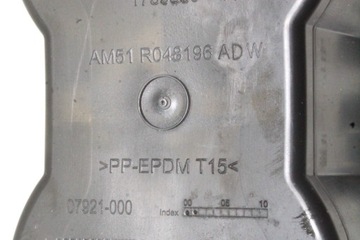 AM51 R048196 AD W
>PP-EPDM T15<
07921-000
00 05 10
Index